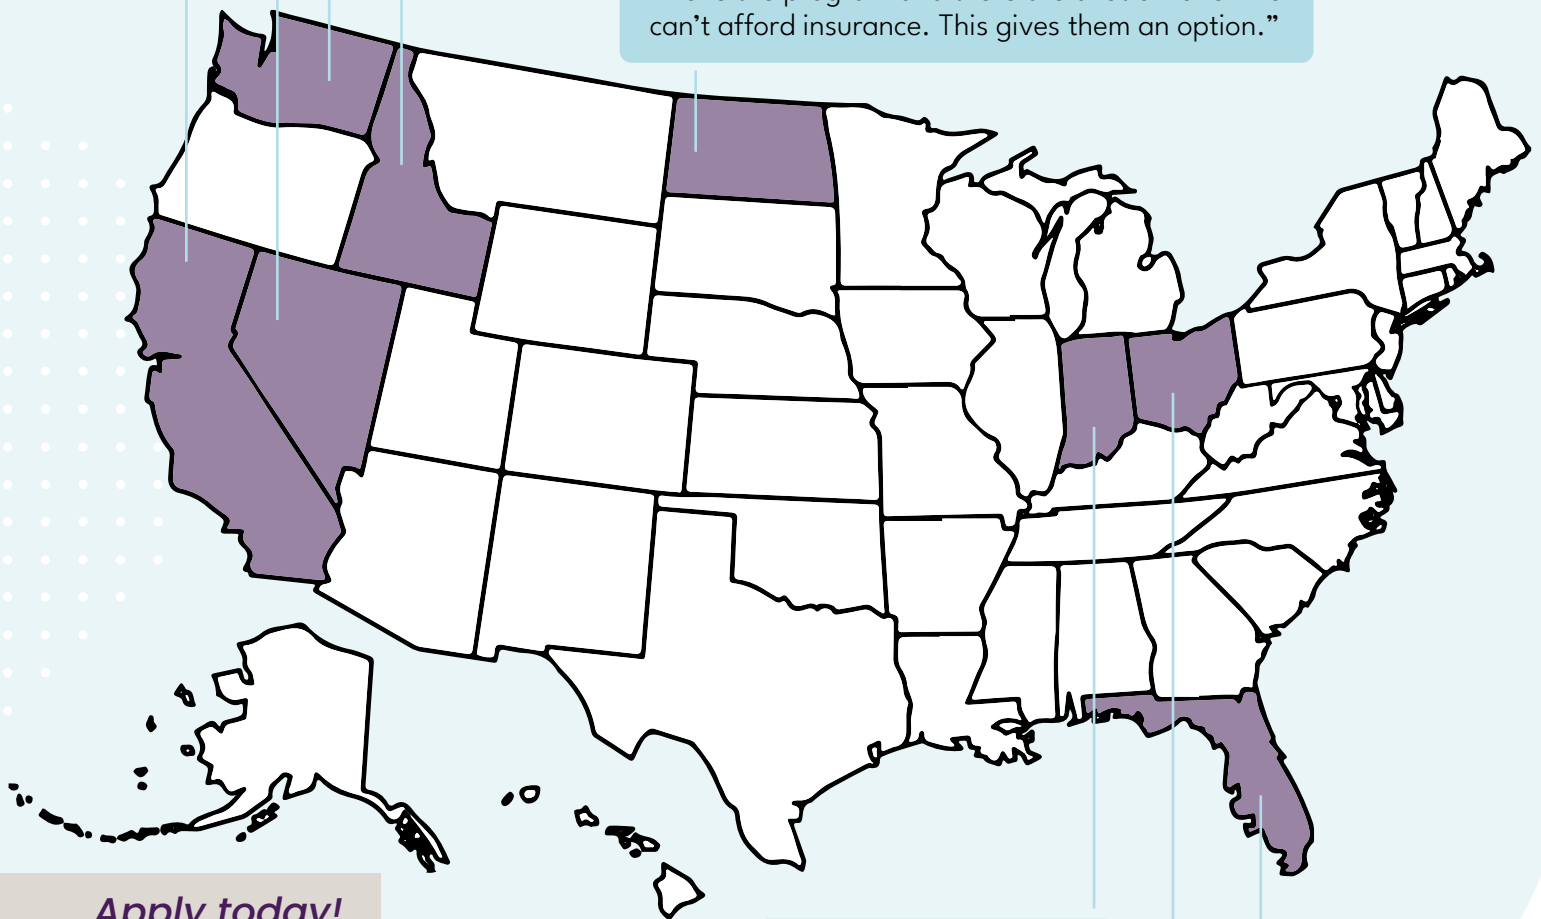 can’t afford insurance. This gives them an option.”
Apply today!